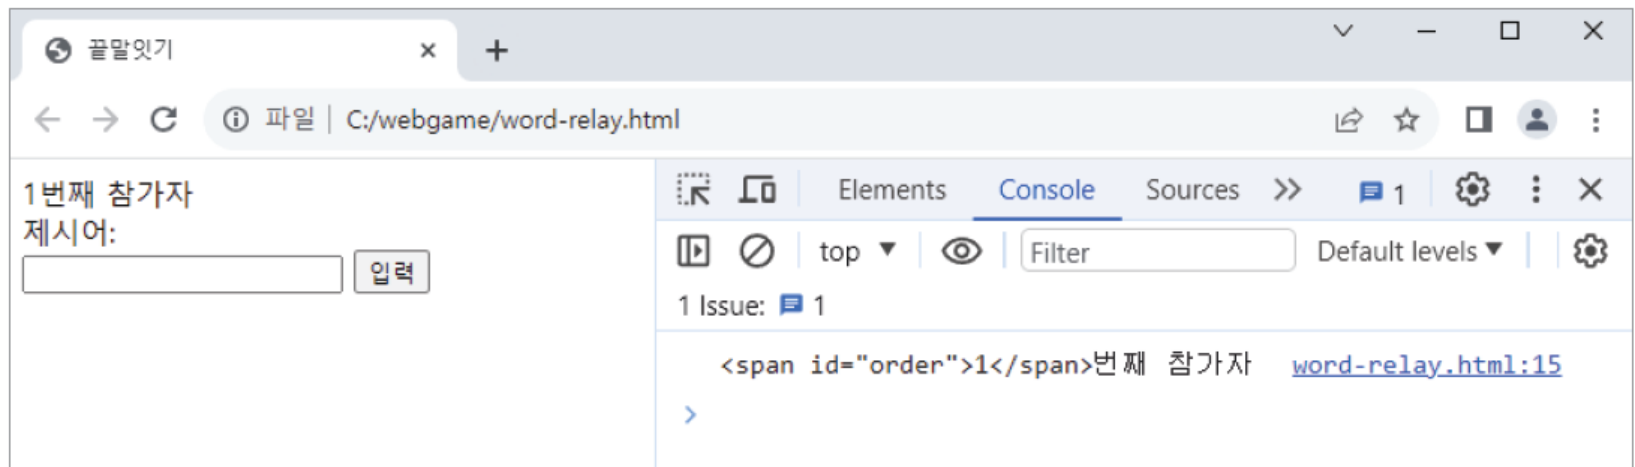 끝말잇기
파일 C:/webgame/word-relay.html
1번째 참가자
제시어:
입력
Elements Console Sources 1
top Filter Default levels
1 Issue: 1
<span id="order">1</span>번째 참가자 word-relay.html:15